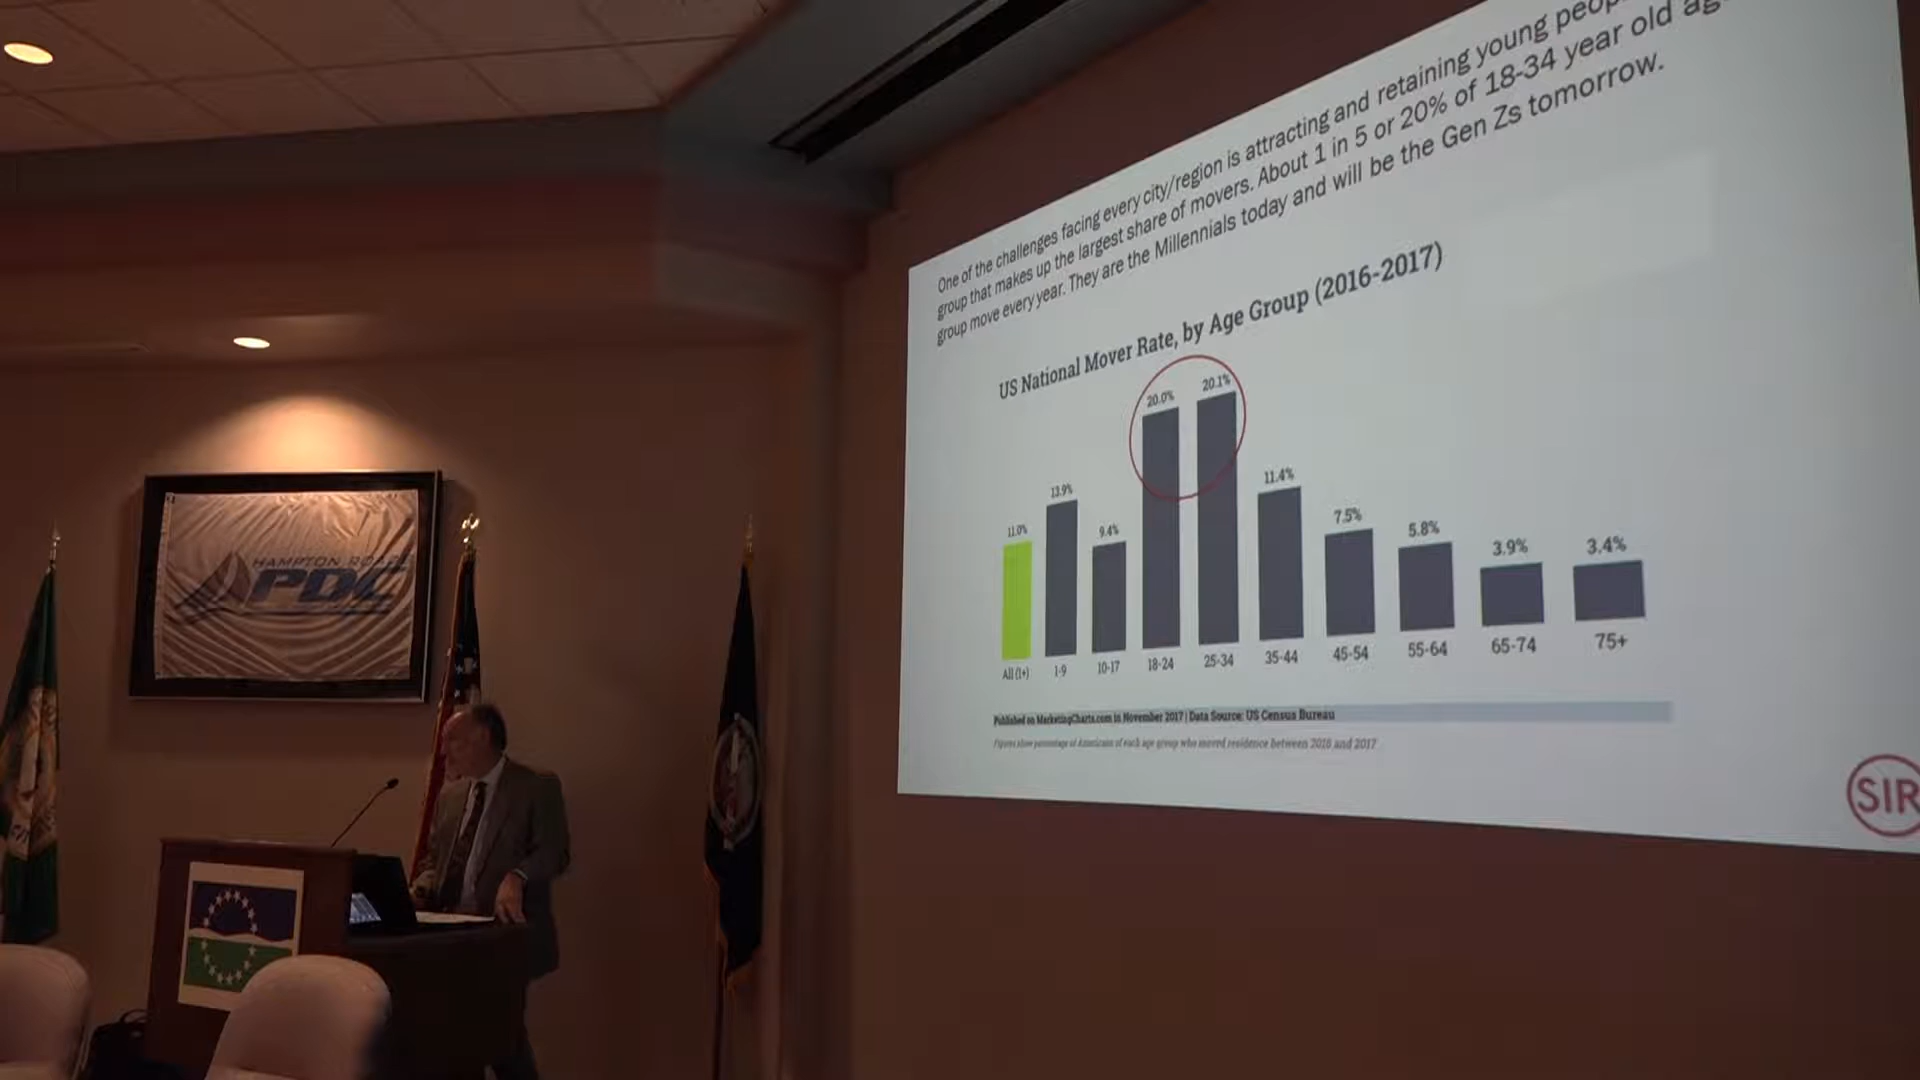 One of the challenges facing every city/region is attracting and retaining young
group that makes up the largest share of movers. About 1 in 5 or 20% of 18-34 year old
group move every year. They are the Millennials today and will be the Gen Zs tomorrow.
US National Mover Rate, by Age Group (2016-2017)
11.0% 13.9% 9.4% 20.0% 20.1% 11.4% 7.5% 5.8% 3.9% 3.4%
All (1+) 1-9 10-17 18-24 25-34 35-44 45-54 55-64 65-74 75+
Published on MarketingCharts.com in November 2017 | Data Source: US Census Bureau
Figures show percentage of Americans of each age group who moved residence between 2016 and 2017
SIR
HAMPTON
PDC